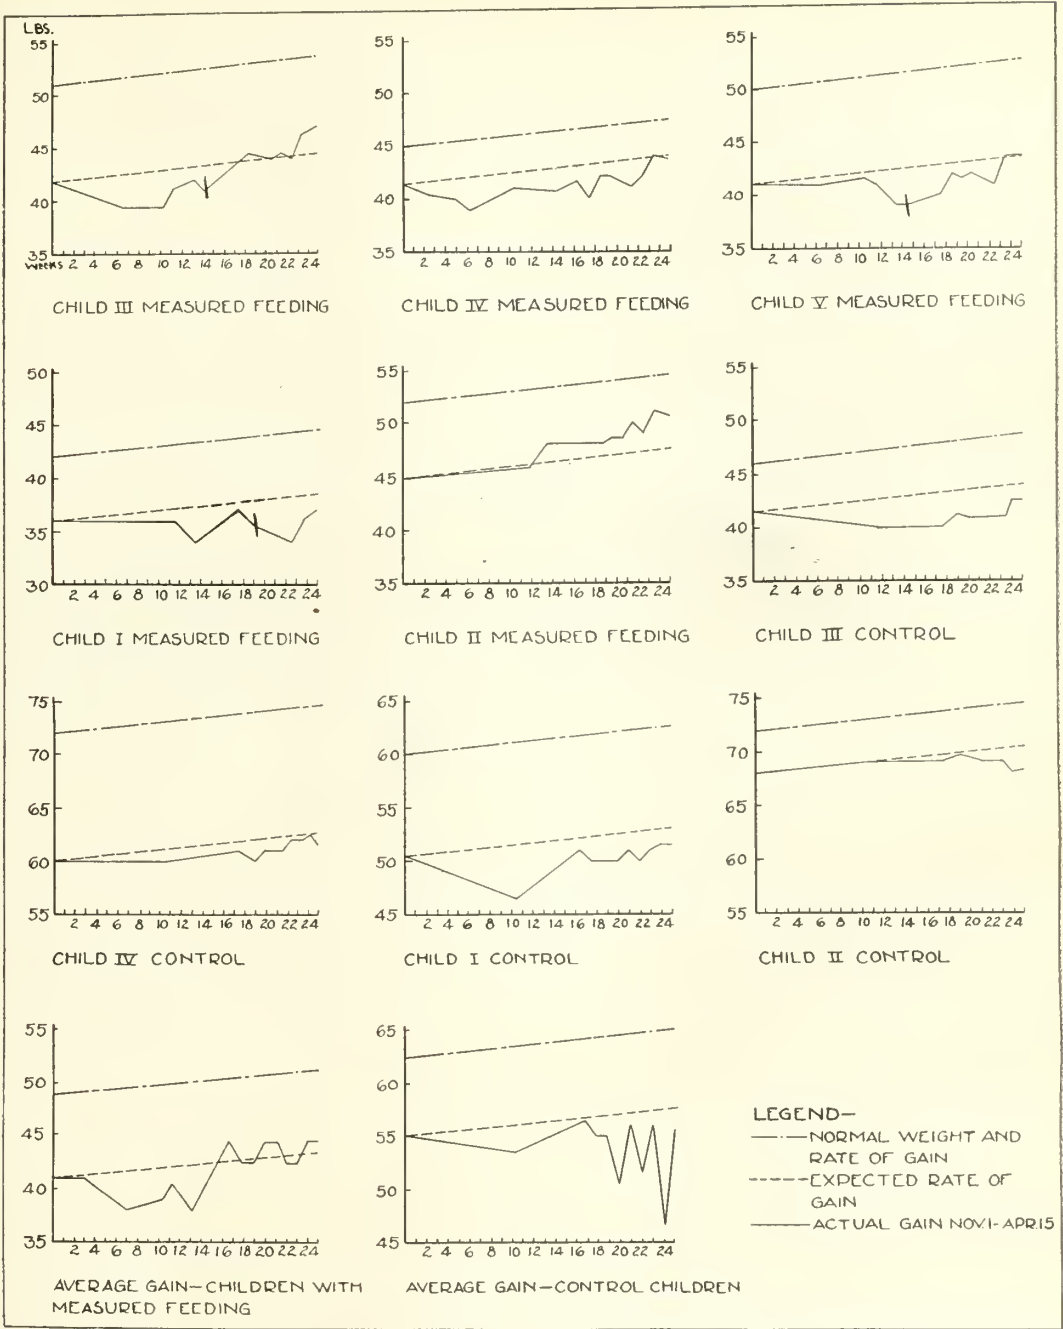 LBS.
55
50
45
40
35
WEEKS 2 4 6 8 10 12 14 16 18 20 22 24
CHILD III MEASURED FEEDING
55
50
45
40
35
2 4 6 8 10 12 14 16 18 20 22 24
CHILD IV MEASURED FEEDING
55
50
45
40
35
2 4 6 8 10 12 14 16 18 20 22 24
CHILD V MEASURED FEEDING
50
45
40
35
30
2 4 6 8 10 12 14 16 18 20 22 24
CHILD I MEASURED FEEDING
55
50
45
40
35
2 4 6 8 10 12 14 16 18 20 22 24
CHILD II MEASURED FEEDING
55
50
45
40
35
2 4 6 8 10 12 14 16 18 20 22 24
CHILD III CONTROL
75
70
65
60
55
2 4 6 8 10 12 14 16 18 20 22 24
CHILD IV CONTROL
65
60
55
50
45
2 4 6 8 10 12 14 16 18 20 22 24
CHILD I CONTROL
75
70
65
60
55
2 4 6 8 10 12 14 16 18 20 22 24
CHILD II CONTROL
55
50
45
40
35
2 4 6 8 10 12 14 16 18 20 22 24
AVERAGE GAIN—CHILDREN WITH
MEASURED FEEDING
65
60
55
50
45
2 4 6 8 10 12 14 16 18 20 22 24
AVERAGE GAIN—CONTROL CHILDREN
LEGEND—
NORMAL WEIGHT AND
RATE OF GAIN
EXPECTED RATE OF
GAIN
ACTUAL GAIN NOV.1-APR.15